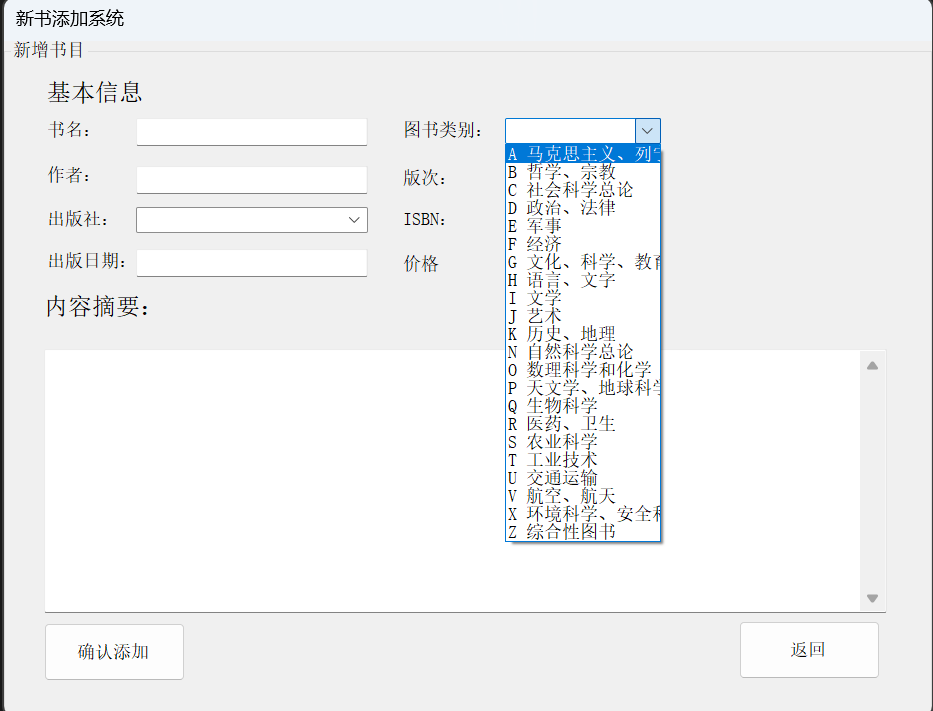 新书添加系统
新增书目
基本信息
书名：
图书类别：
作者：
版次：
出版社：
ISBN：
出版日期：
价格
A 马克思主义、列
B 哲学、宗教
C 社会科学总论
D 政治、法律
E 军事
F 经济
G 文化、科学、教育
H 语言、文字
I 文学
J 艺术
K 历史、地理
N 自然科学总论
O 数理科学和化学
P 天文学、地球科学
Q 生物科学
R 医药、卫生
S 农业科学
T 工业技术
U 交通运输
V 航空、航天
X 环境科学、安全科
Z 综合性图书
内容摘要：
确认添加
返回